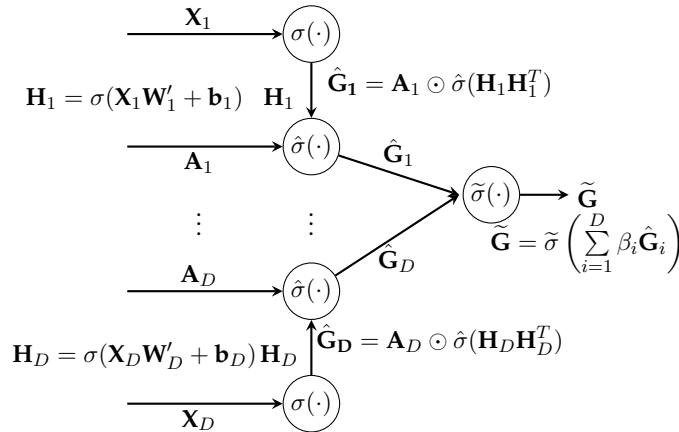 X₁
σ(·)
H₁ = σ(X₁W′₁ + b₁) H₁
Ĝ₁ = A₁ ⊙ σ̂(H₁H₁ᵀ)
A₁
σ̂(·)
Ĝ₁
σ̃(·)
G̃
⋮ ⋮
G̃ = σ̃ (∑ᵢ₌₁ᴰ βᵢĜᵢ)
Ĝ_D
A_D
σ̂(·)
H_D = σ(X_DW′_D + b_D) H_D
Ĝ_D = A_D ⊙ σ̂(H_DH_Dᵀ)
X_D
σ(·)